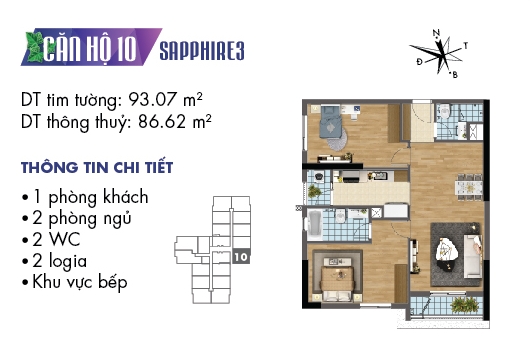 CĂN HỘ 10
SAPPHIRE3
DT tim tường: 93.07 m²
DT thông thuỷ: 86.62 m²
THÔNG TIN CHI TIẾT
• 1 phòng khách
• 2 phòng ngủ
• 2 WC
• 2 logia
• Khu vực bếp
10
N
T
Đ
B